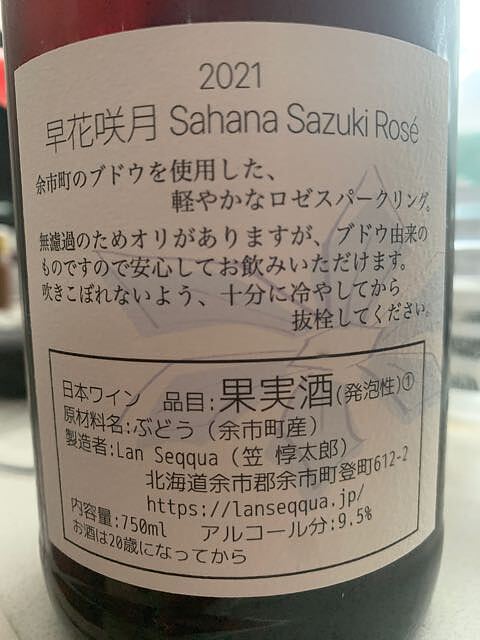 2021
早花咲月 Sahana Sazuki Rosé
余市町のブドウを使用した、
軽やかなロゼスパークリング。
無濾過のためオリがありますが、ブドウ由来の
ものですので安心してお飲みいただけます。
吹きこぼれないよう、十分に冷やしてから
抜栓してください。
日本ワイン 品目:果実酒(発泡性)①
原材料名:ぶどう(余市町産)
製造者:Lan Seqqua(笠 惇太郎)
北海道余市郡余市町登町612-2
https://lanseqqua.jp/
内容量:750ml アルコール分:9.5%
お酒は20歳になってから